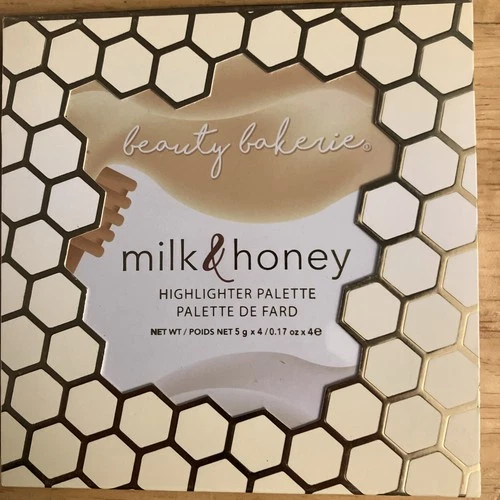 beauty bakerie®
milk & honey
HIGHLIGHTER PALETTE
PALETTE DE FARD
NET WT / POIDS NET 5 g x 4 / 0.17 oz x 4℮